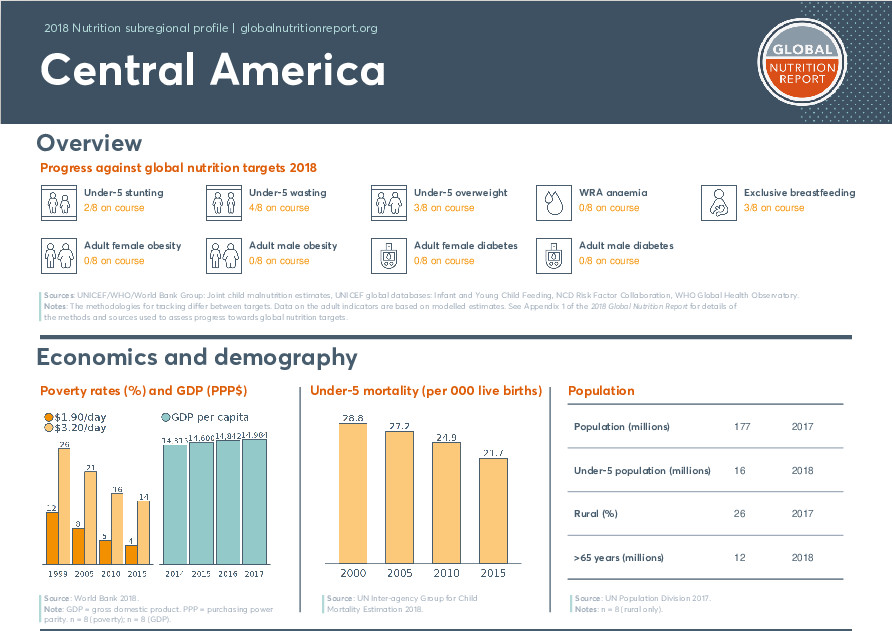 2018 Nutrition subregional profile | globalnutritionreport.org
Central America
GLOBAL
NUTRITION
REPORT
Overview
Progress against global nutrition targets 2018
Under-5 stunting
2/8 on course
Under-5 wasting
4/8 on course
Under-5 overweight
3/8 on course
WRA anaemia
0/8 on course
Exclusive breastfeeding
3/8 on course
Adult female obesity
0/8 on course
Adult male obesity
0/8 on course
Adult female diabetes
0/8 on course
Adult male diabetes
0/8 on course
Sources: UNICEF/WHO/World Bank Group: Joint child malnutrition estimates, UNICEF global databases: Infant and Young Child Feeding, NCD Risk Factor Collaboration, WHO Global Health Observatory.
Notes: The methodologies for tracking differ between targets. Data on the adult indicators are based on modelled estimates. See Appendix 1 of the 2018 Global Nutrition Report for details of
the methods and sources used to assess progress towards global nutrition targets.
Economics and demography
Poverty rates (%) and GDP (PPP$)
$1.90/day
$3.20/day
GDP per capita
12 26 8 21 5 16 4 14
1999 2005 2010 2015
14,600 14,842 14,984
2014 2015 2016 2017
Source: World Bank 2018.
Note: GDP = gross domestic product. PPP = purchasing power
parity. n = 8 (poverty); n = 8 (GDP).
Under-5 mortality (per 000 live births)
28.8 27.2 24.9 21.7
2000 2005 2010 2015
Source: UN Inter-agency Group for Child
Mortality Estimation 2018.
Population
Population (millions) 177 2017
Under-5 population (millions) 16 2018
Rural (%) 26 2017
>65 years (millions) 12 2018
Source: UN Population Division 2017.
Notes: n = 8 (rural only).